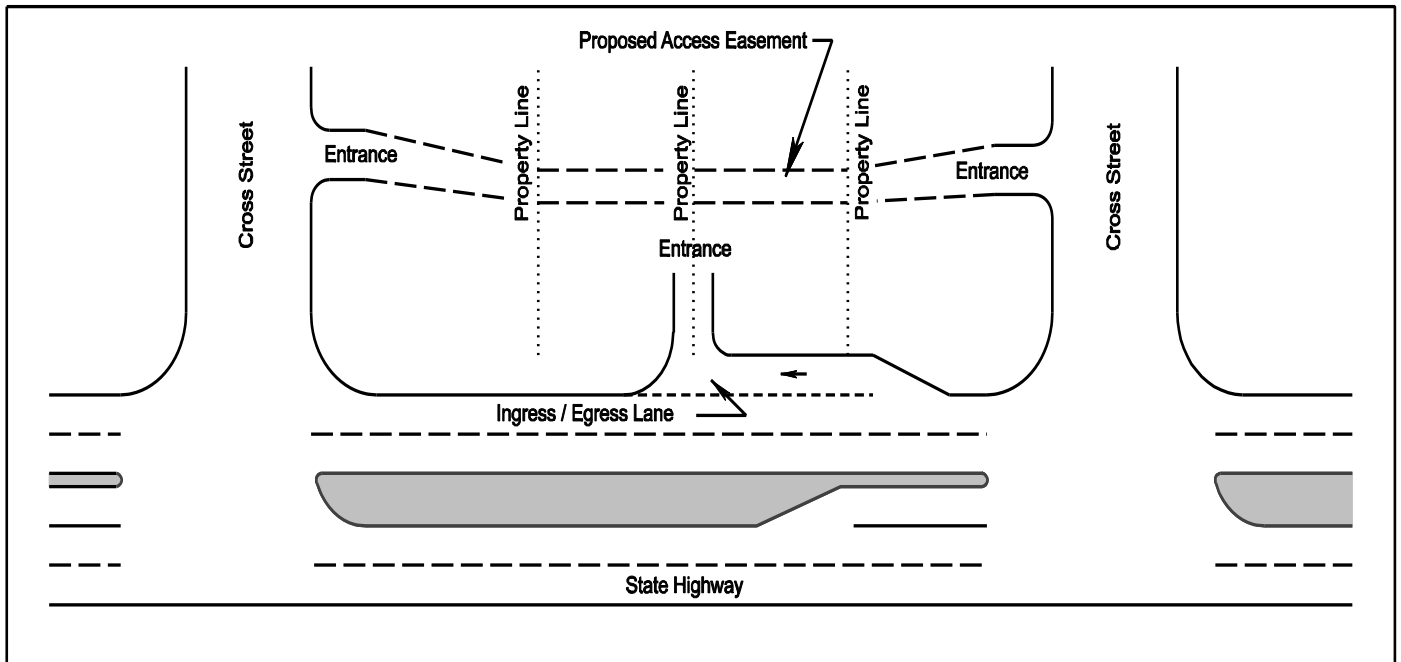 Proposed Access Easement
Cross Street
Entrance
Property Line
Property Line
Property Line
Entrance
Cross Street
Entrance
Ingress / Egress Lane
State Highway